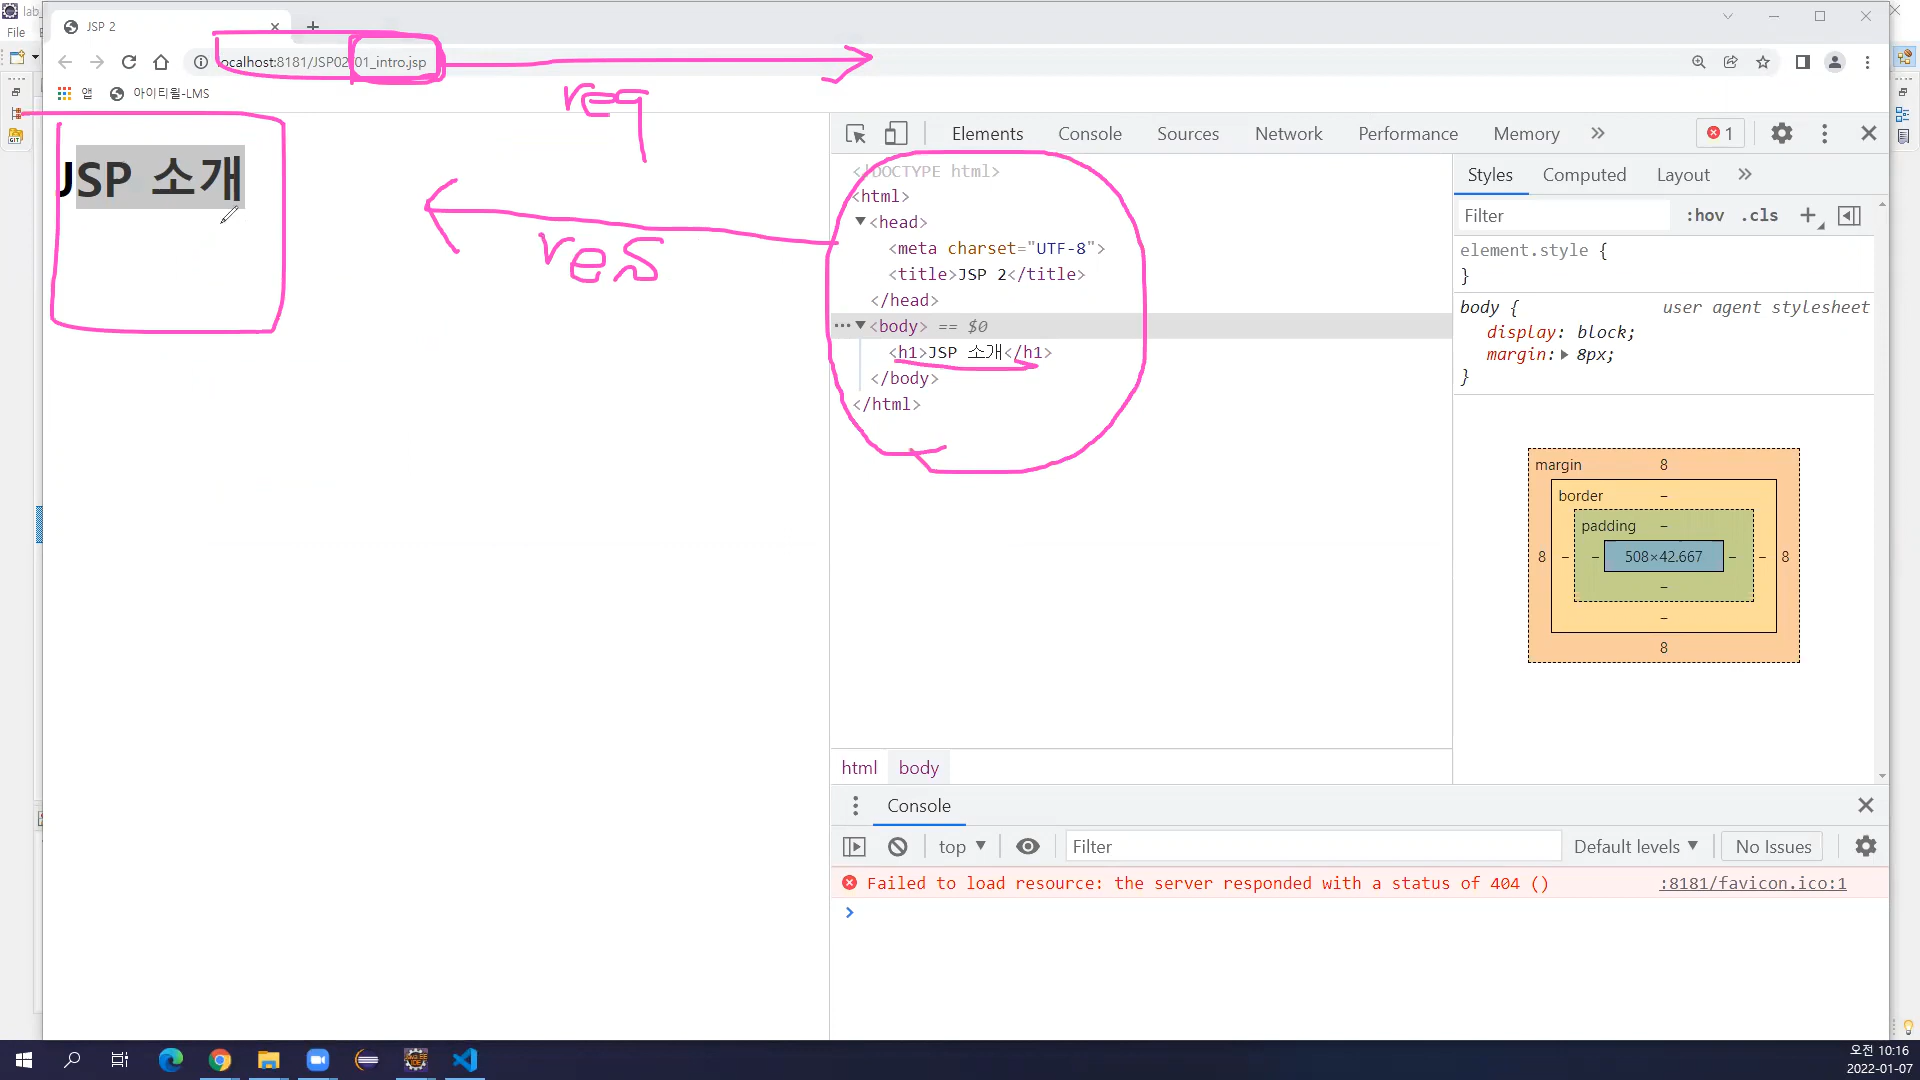 lab_
File
JSP 2
localhost:8181/JSP02/01_intro.jsp
앱
아이티윌-LMS
req
res
JSP 소개
Elements
Console
Sources
Network
Performance
Memory
1
<!DOCTYPE html>
<html>
<head>
<meta charset="UTF-8">
<title>JSP 2</title>
</head>
<body> == $0
<h1>JSP 소개</h1>
</body>
</html>
html
body
Styles
Computed
Layout
Filter
:hov
.cls
element.style {
}
body {
user agent stylesheet
display: block;
margin: 8px;
}
margin
8
border
–
padding
–
8
–
–
508×42.667
–
–
8
–
–
8
Console
top
Filter
Default levels
No Issues
Failed to load resource: the server responded with a status of 404 ()
:8181/favicon.ico:1
오전 10:16
2022-01-07